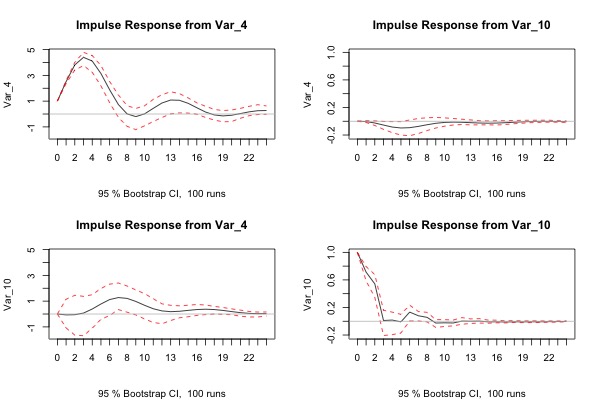 Impulse Response from Var_4
Var_4
5
3
1
-1
0 2 4 6 8 10 13 16 19 22
95 % Bootstrap CI, 100 runs
Impulse Response from Var_10
Var_4
1.0
0.6
0.2
-0.2
0 2 4 6 8 10 13 16 19 22
95 % Bootstrap CI, 100 runs
Impulse Response from Var_4
Var_10
5
3
1
-1
0 2 4 6 8 10 13 16 19 22
95 % Bootstrap CI, 100 runs
Impulse Response from Var_10
Var_10
1.0
0.6
0.2
-0.2
0 2 4 6 8 10 13 16 19 22
95 % Bootstrap CI, 100 runs